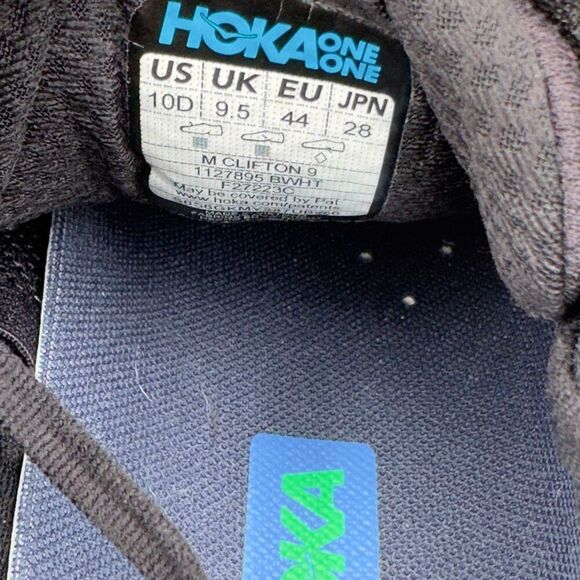 HOKA ONE ONE
US UK EU JPN
10D 9.5 44 28
M CLIFTON 9
1127895 BWHT
F27223C
May be covered by Pat
www.hoka.com/patents
HOKA